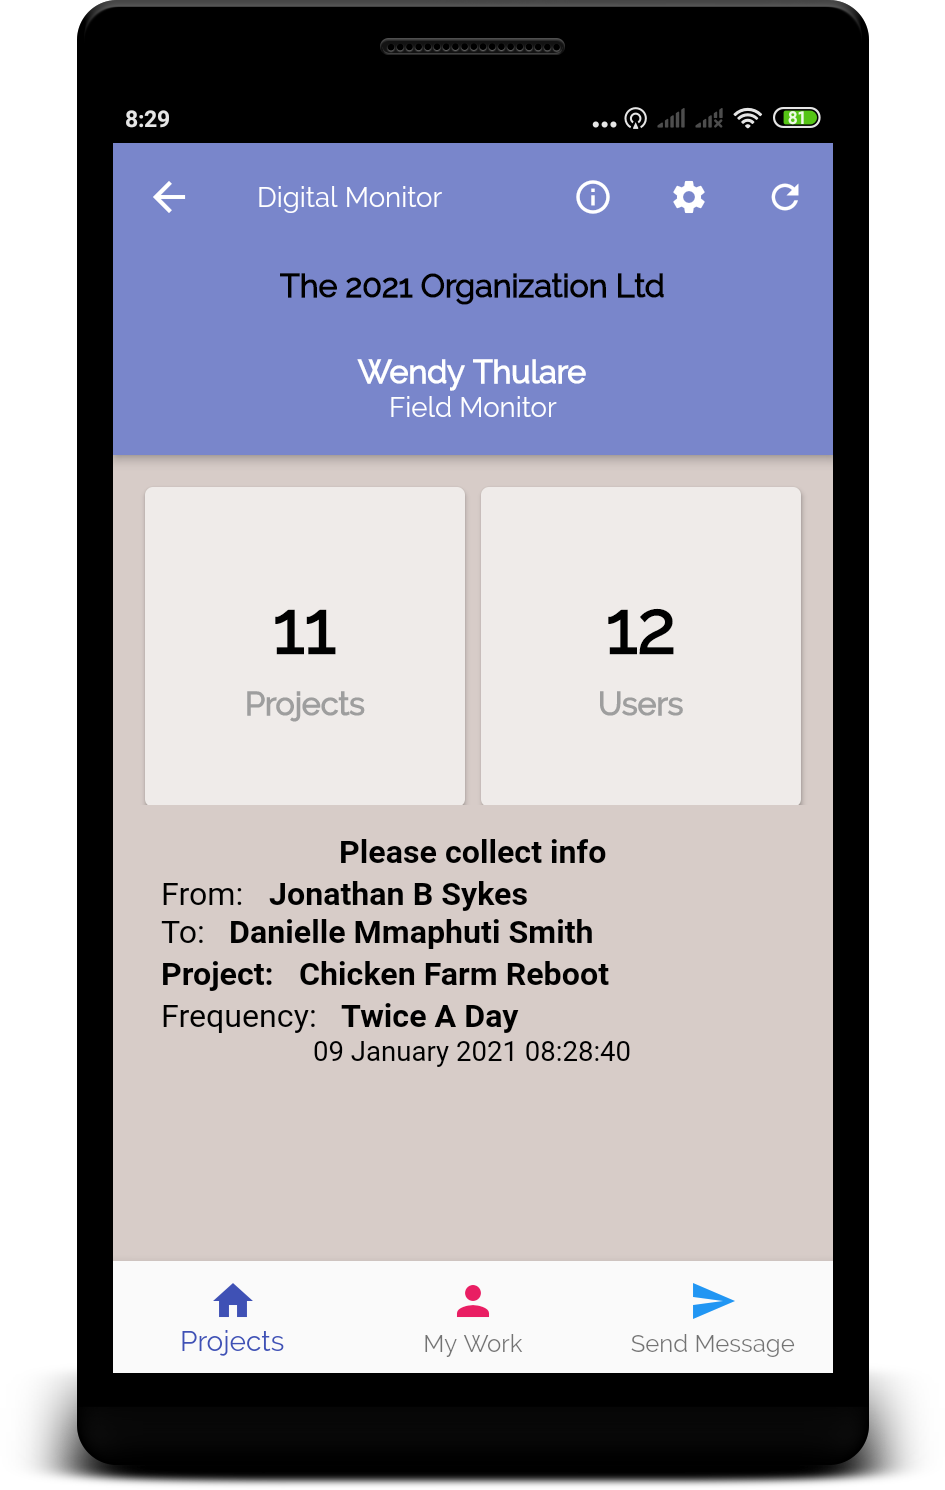 8:29
81
Digital Monitor
The 2021 Organization Ltd
Wendy Thulare
Field Monitor
11
Projects
12
Users
Please collect info
From: Jonathan B Sykes
To: Danielle Mmaphuti Smith
Project: Chicken Farm Reboot
Frequency: Twice A Day
09 January 2021 08:28:40
Projects
My Work
Send Message